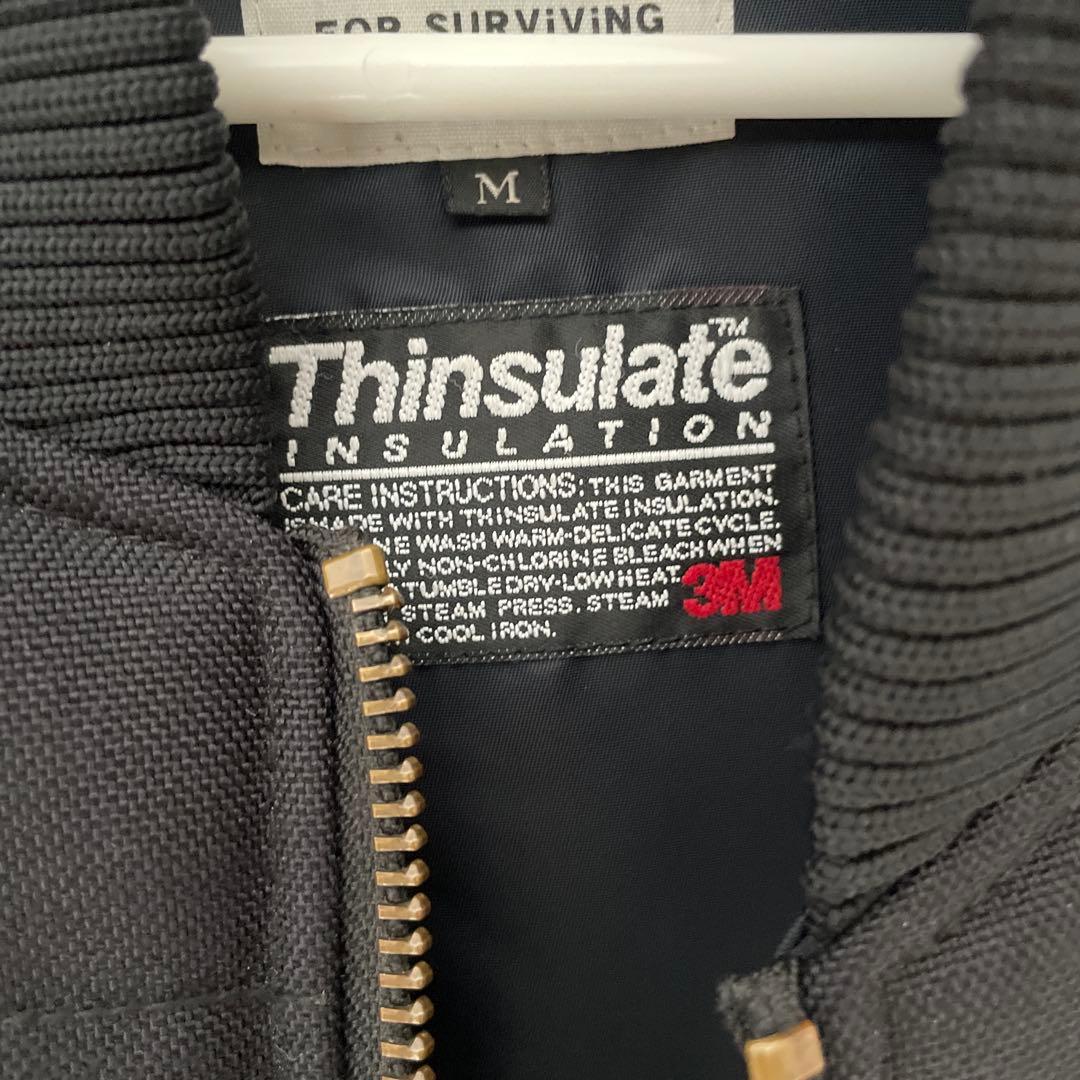 FOR SURViViNG
M
Thinsulate™
INSULATION
CARE INSTRUCTIONS: THIS GARMENT
IS MADE WITH THINSULATE INSULATION.
WASH WARM-DELICATE CYCLE.
NON-CHLORINE BLEACH WHEN
TUMBLE DRY-LOW HEAT.
STEAM PRESS. STEAM
COOL IRON.
3M